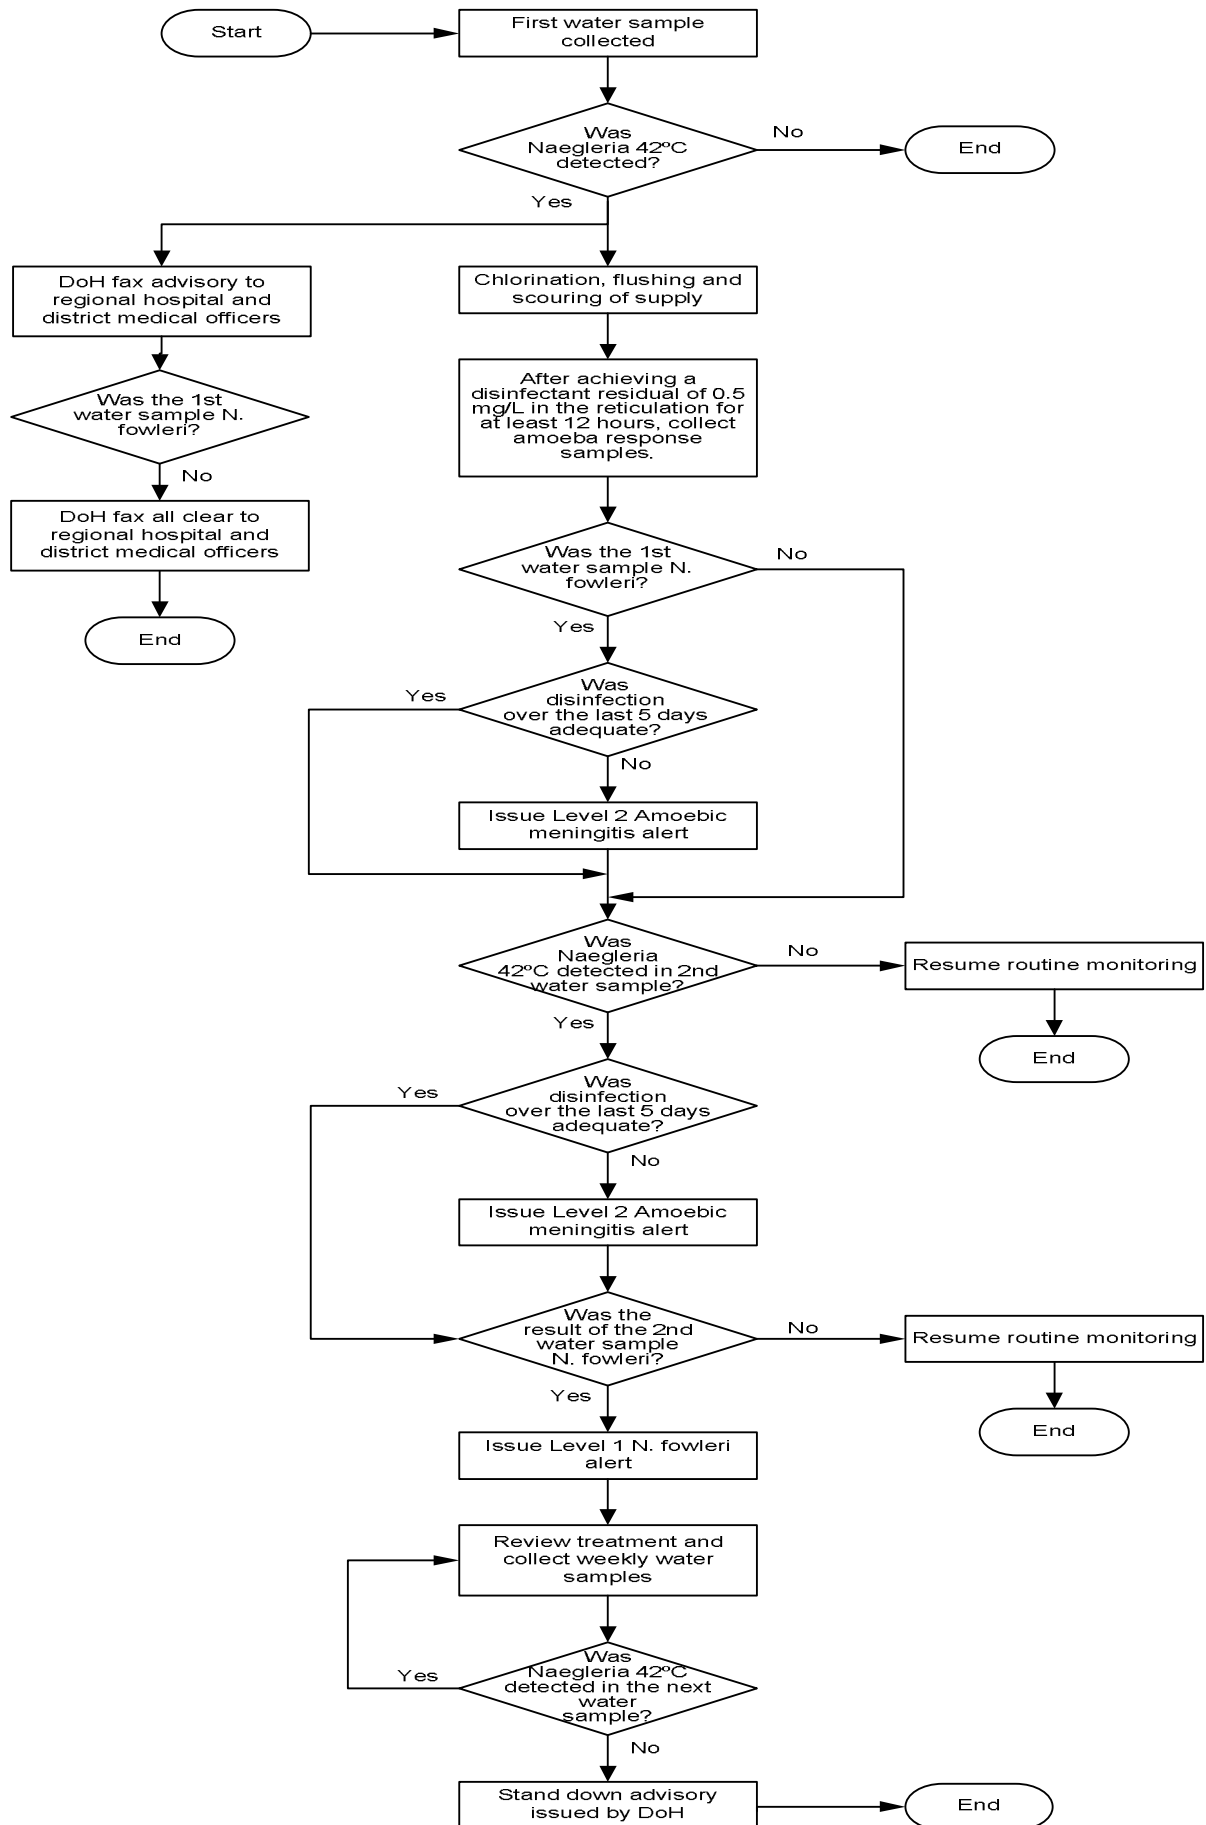 Start
First water sample
collected
Was
Naegleria 42ºC
detected?
No
End
Yes
DoH fax advisory to
regional hospital and
district medical officers
Chlorination, flushing and
scouring of supply
Was the 1st
water sample N.
fowleri?
No
DoH fax all clear to
regional hospital and
district medical officers
End
After achieving a
disinfectant residual of 0.5
mg/L in the reticulation for
at least 12 hours, collect
amoeba response
samples.
Was the 1st
water sample N.
fowleri?
No
Yes
Was
disinfection
over the last 5 days
adequate?
Yes
No
Issue Level 2 Amoebic
meningitis alert
Was
Naegleria
42ºC detected in 2nd
water sample?
No
Resume routine monitoring
End
Yes
Was
disinfection
over the last 5 days
adequate?
Yes
No
Issue Level 2 Amoebic
meningitis alert
Was the
result of the 2nd
water sample
N. fowleri?
No
Resume routine monitoring
End
Yes
Issue Level 1 N. fowleri
alert
Review treatment and
collect weekly water
samples
Was
Naegleria 42ºC
detected in the next
water
sample?
Yes
No
Stand down advisory
issued by DoH
End